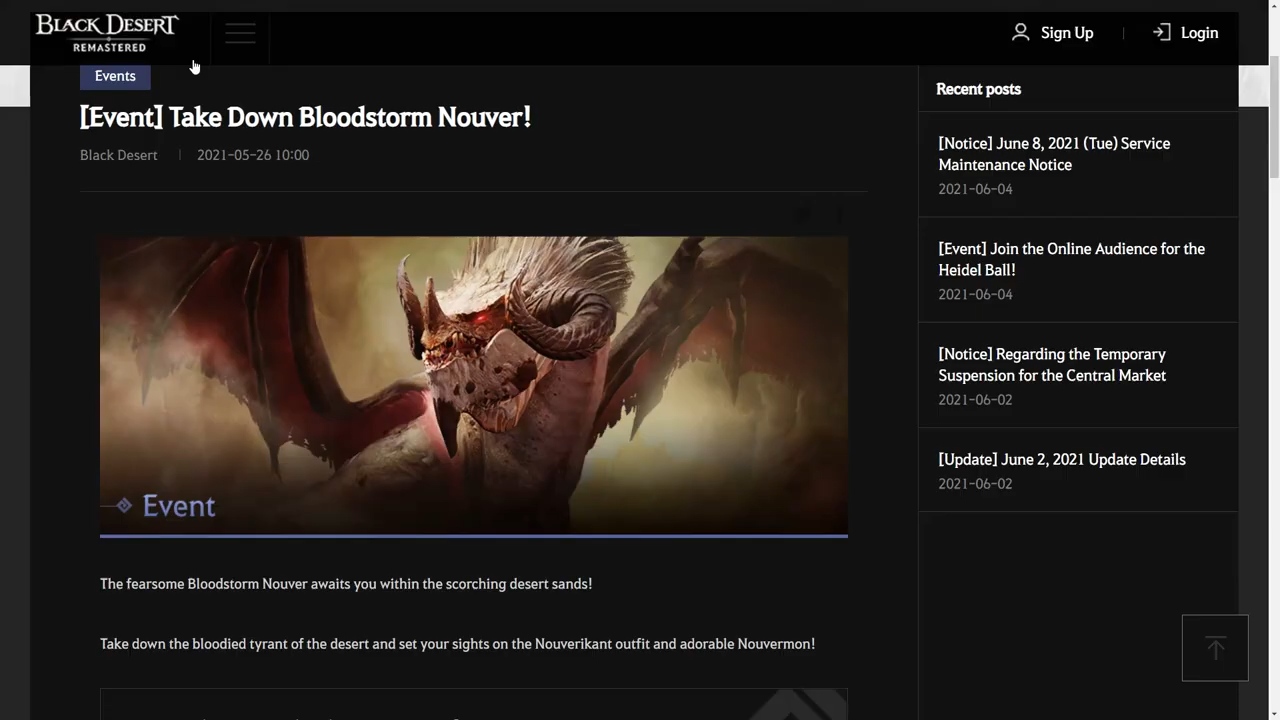 BLACK DESERT
REMASTERED
Sign Up
Login
Events
[Event] Take Down Bloodstorm Nouver!
Black Desert
2021-05-26 10:00
Event
The fearsome Bloodstorm Nouver awaits you within the scorching desert sands!
Take down the bloodied tyrant of the desert and set your sights on the Nouverikant outfit and adorable Nouvermon!
Recent posts
[Notice] June 8, 2021 (Tue) Service
Maintenance Notice
2021-06-04
[Event] Join the Online Audience for the
Heidel Ball!
2021-06-04
[Notice] Regarding the Temporary
Suspension for the Central Market
2021-06-02
[Update] June 2, 2021 Update Details
2021-06-02